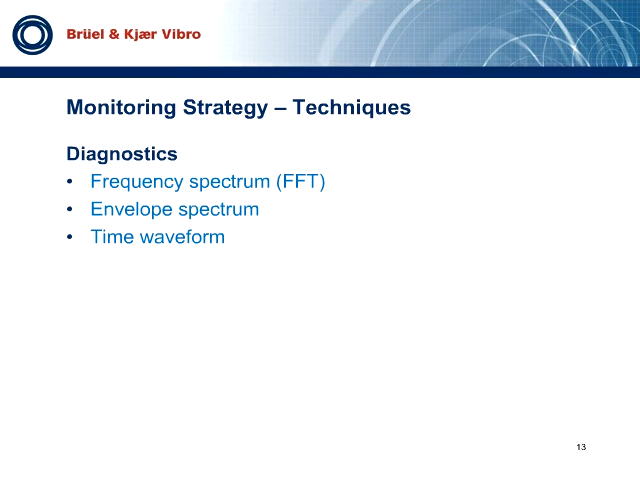 Brüel & Kjær Vibro
Monitoring Strategy – Techniques
Diagnostics
• Frequency spectrum (FFT)
• Envelope spectrum
• Time waveform
13